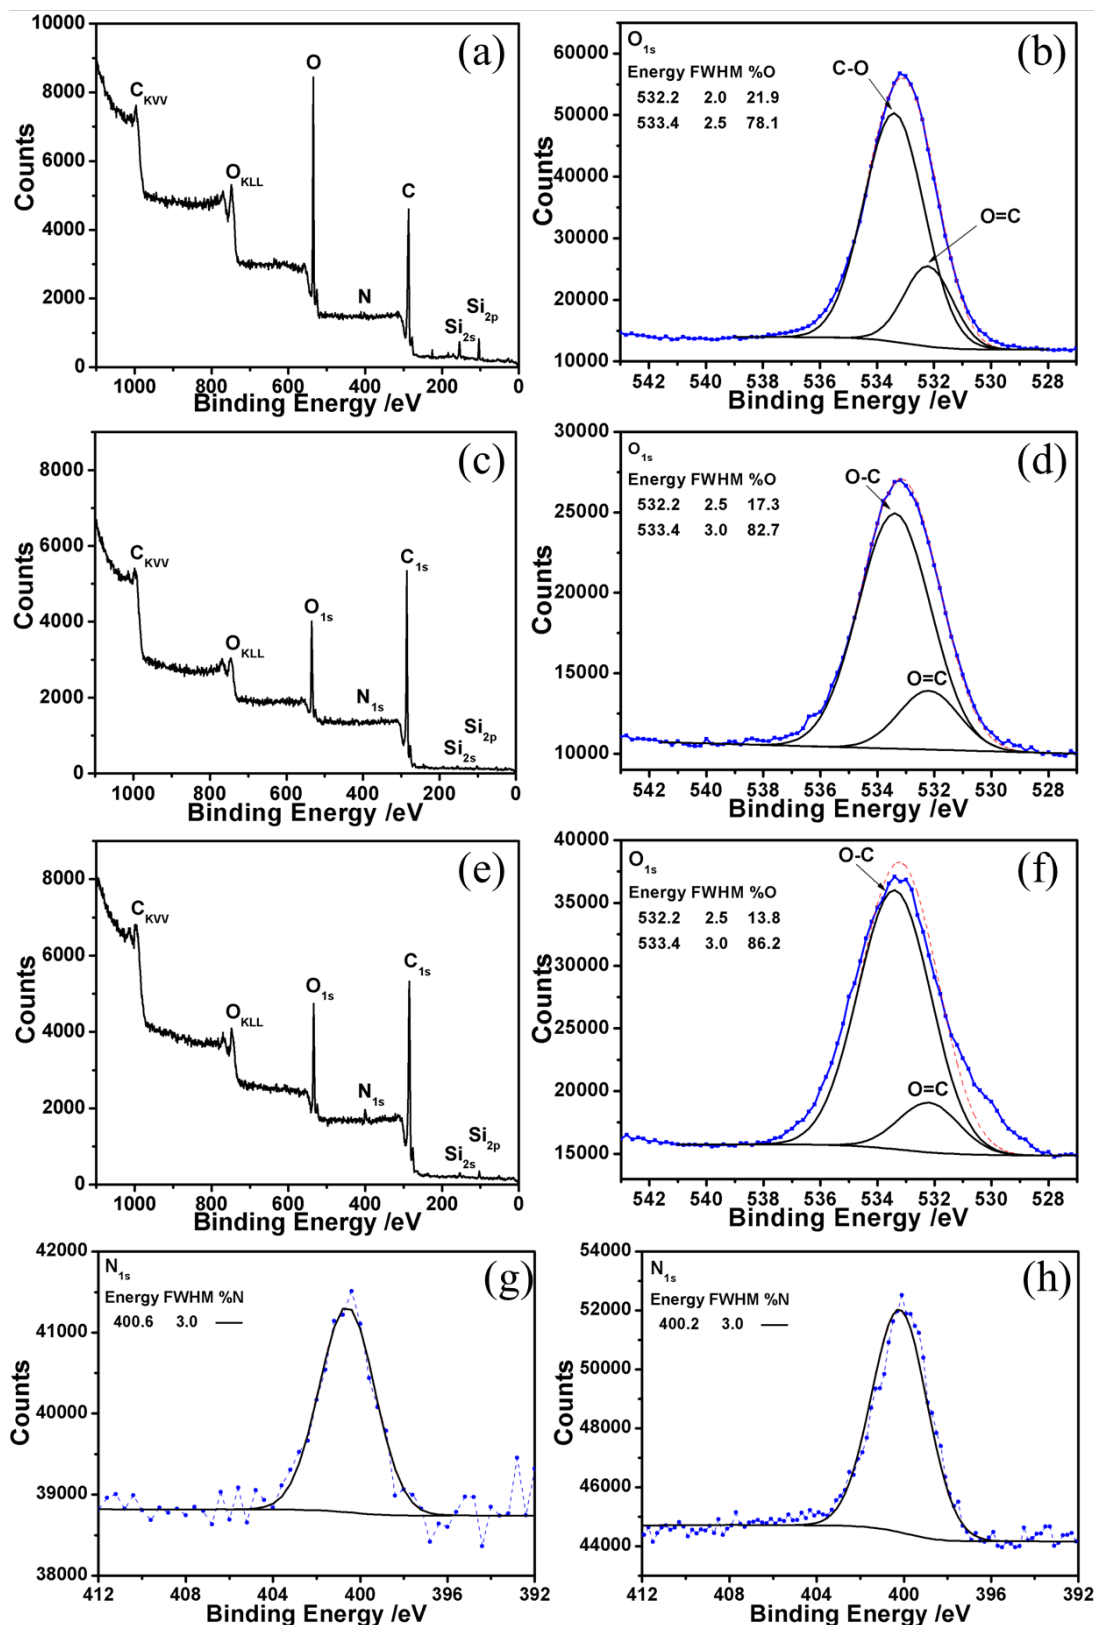 (a)
10000
8000
6000
4000
2000
0
Counts
C KVV
O KLL
O
N
C
Si 2s
Si 2p
1000 800 600 400 200 0
Binding Energy /eV
(b)
60000
50000
40000
30000
20000
10000
Counts
O 1s
Energy FWHM %O
532.2 2.0 21.9
533.4 2.5 78.1
C-O
O=C
542 540 538 536 534 532 530 528
Binding Energy /eV
(c)
8000
6000
4000
2000
0
Counts
C KVV
O KLL
O 1s
N 1s
C 1s
Si 2s
Si 2p
1000 800 600 400 200 0
Binding Energy /eV
(d)
30000
25000
20000
15000
10000
Counts
O 1s
Energy FWHM %O
532.2 2.5 17.3
533.4 3.0 82.7
O-C
O=C
542 540 538 536 534 532 530 528
Binding Energy /eV
(e)
8000
6000
4000
2000
0
Counts
C KVV
O KLL
O 1s
N 1s
C 1s
Si 2s
Si 2p
1000 800 600 400 200 0
Binding Energy /eV
(f)
40000
35000
30000
25000
20000
15000
Counts
O 1s
Energy FWHM %O
532.2 2.5 13.8
533.4 3.0 86.2
O-C
O=C
542 540 538 536 534 532 530 528
Binding Energy /eV
(g)
42000
41000
40000
39000
38000
Counts
N 1s
Energy FWHM %N
400.6 3.0 —
412 408 404 400 396 392
Binding Energy /eV
(h)
54000
52000
50000
48000
46000
44000
Counts
N 1s
Energy FWHM %N
400.2 3.0 —
412 408 404 400 396 392
Binding Energy /eV